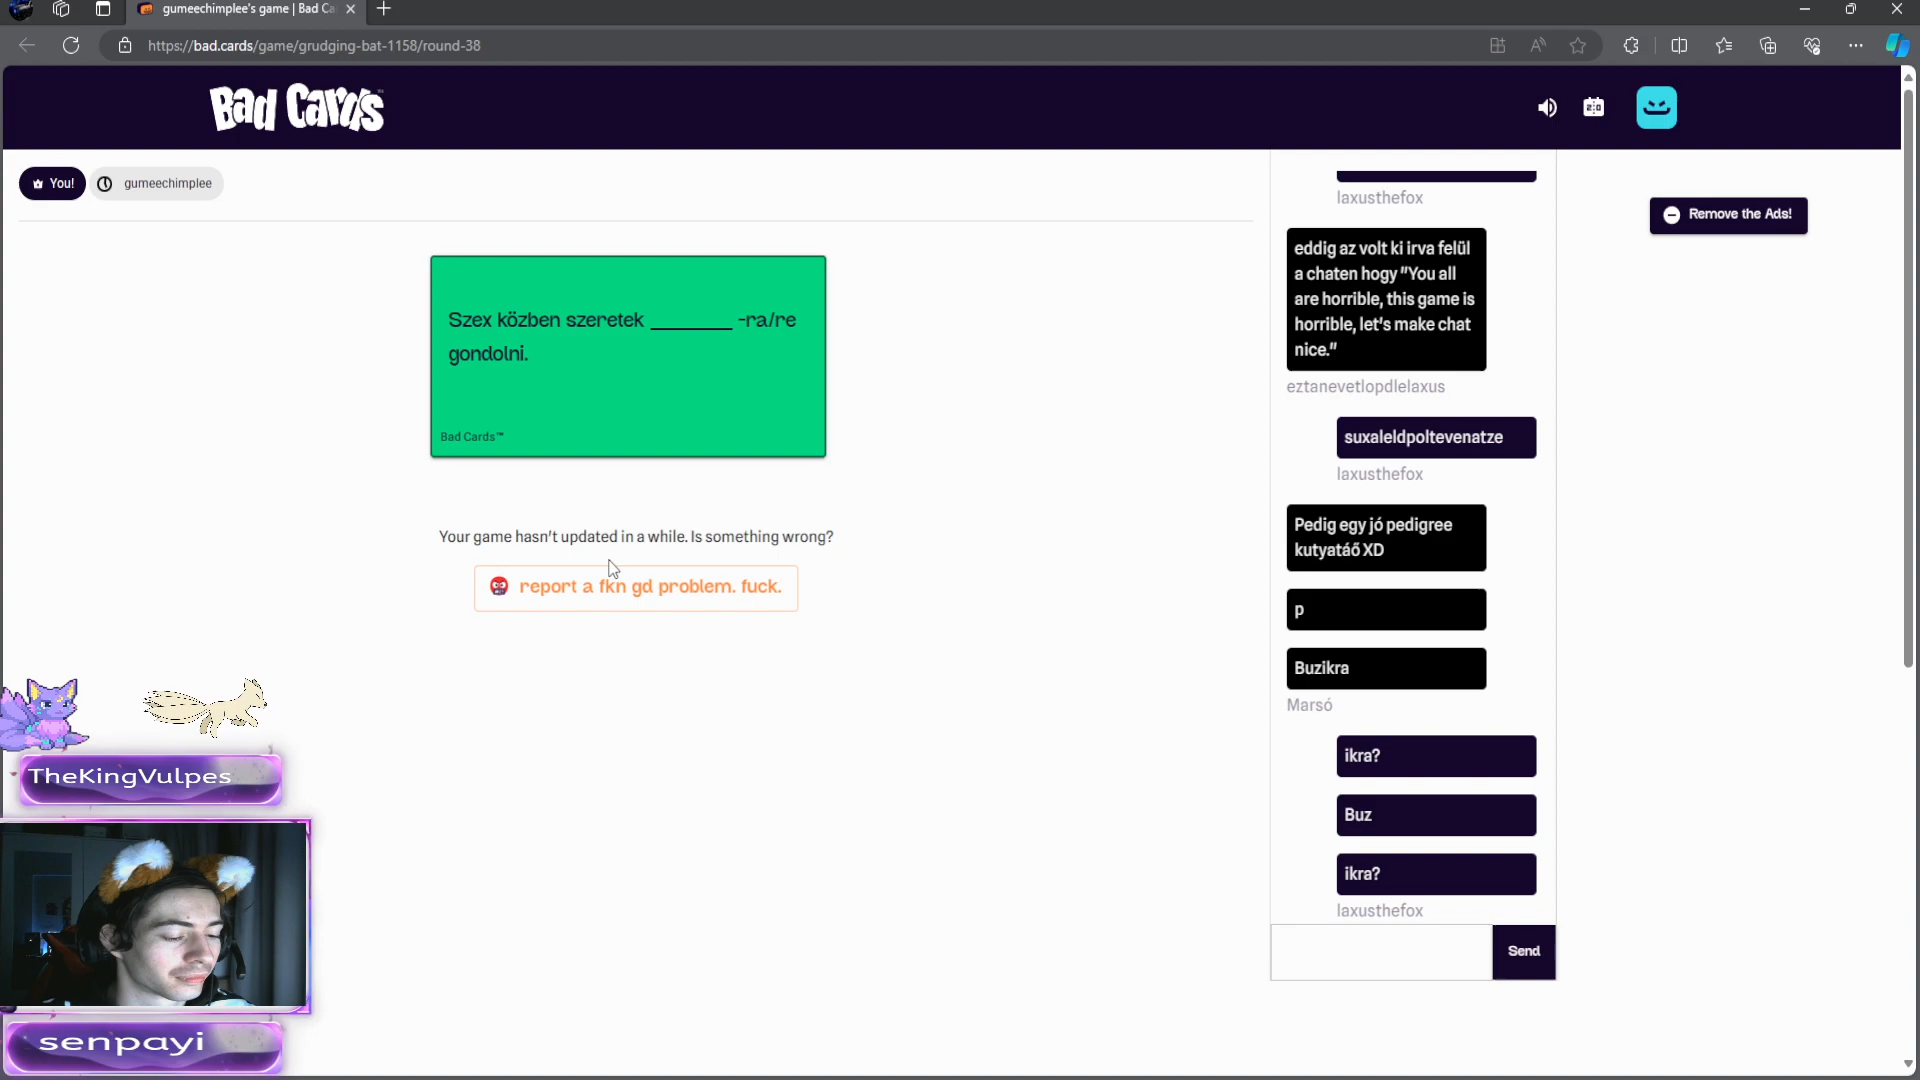 gumeechimplee's game | Bad Ca
https://bad.cards/game/grudging-bat-1158/round-38
Bad Cards
You!
gumeechimplee
Remove the Ads!
Szex közben szeretek ________ -ra/re
gondolni.
Bad Cards™
Your game hasn't updated in a while. Is something wrong?
report a fkn gd problem. fuck.
laxusthefox
eddig az volt ki irva felül
a chaten hogy "You all
are horrible, this game is
horrible, let's make chat
nice."
eztanevetlopdlelaxus
suxaleldpoltevenatze
laxusthefox
Pedig egy jó pedigree
kutyatáő XD
p
Buzikra
Marsó
ikra?
Buz
ikra?
laxusthefox
Send
TheKingVulpes
senpayi